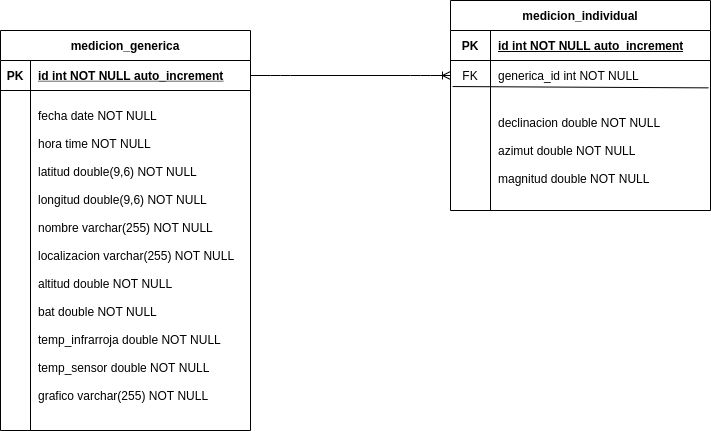 medicion_generica
PK id int NOT NULL auto_increment
fecha date NOT NULL
hora time NOT NULL
latitud double(9,6) NOT NULL
longitud double(9,6) NOT NULL
nombre varchar(255) NOT NULL
localizacion varchar(255) NOT NULL
altitud double NOT NULL
bat double NOT NULL
temp_infrarroja double NOT NULL
temp_sensor double NOT NULL
grafico varchar(255) NOT NULL
medicion_individual
PK id int NOT NULL auto_increment
FK generica_id int NOT NULL
declinacion double NOT NULL
azimut double NOT NULL
magnitud double NOT NULL